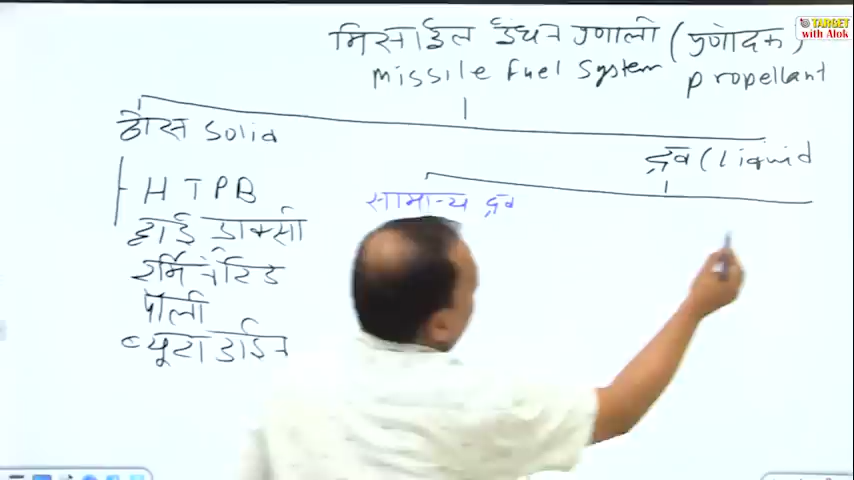 TARGET
with Alok
मिसाईल ईंधन प्रणाली (प्रणोदक)
Missile Fuel System propellant
ठोस Solid
द्रव (Liquid
HTPB
सामान्य द्रव
हाईड्राक्सी
टर्मिनेटिड
पॉली
ब्यूटाडाईन